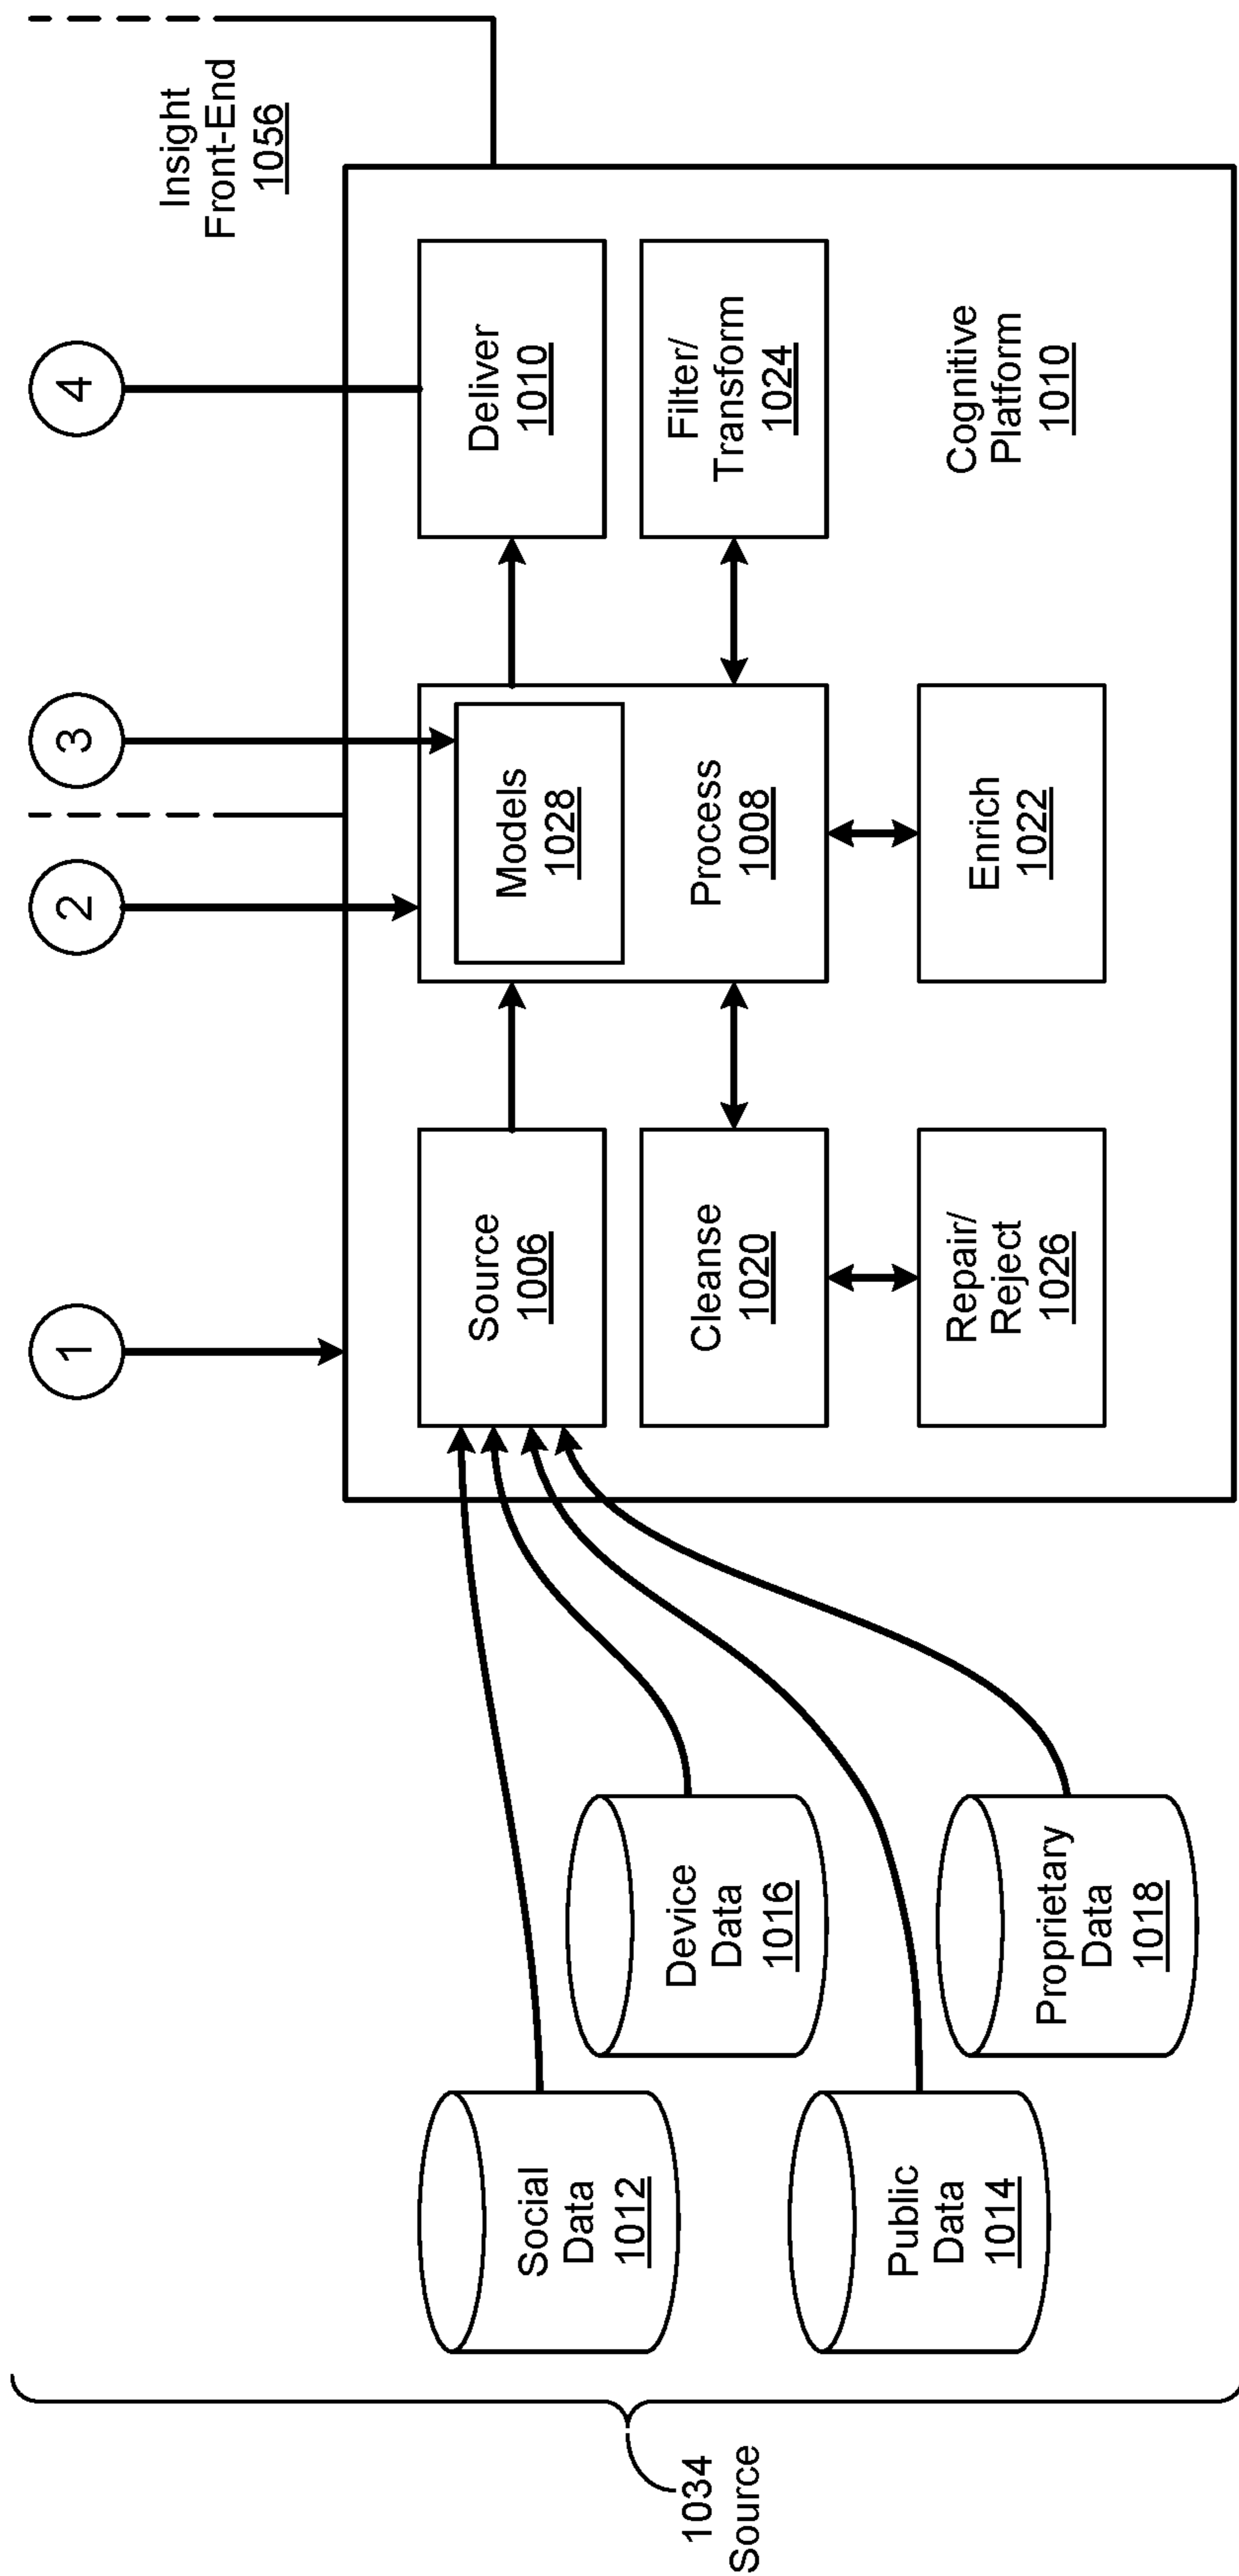 1
2
3
4
Insight
Front-End
1056
Source
1006
Models
1028
Process
1008
Deliver
1010
Cleanse
1020
Filter/
Transform
1024
Repair/
Reject
1026
Enrich
1022
Cognitive
Platform
1010
Social
Data
1012
Device
Data
1016
Public
Data
1014
Proprietary
Data
1018
1034
Source